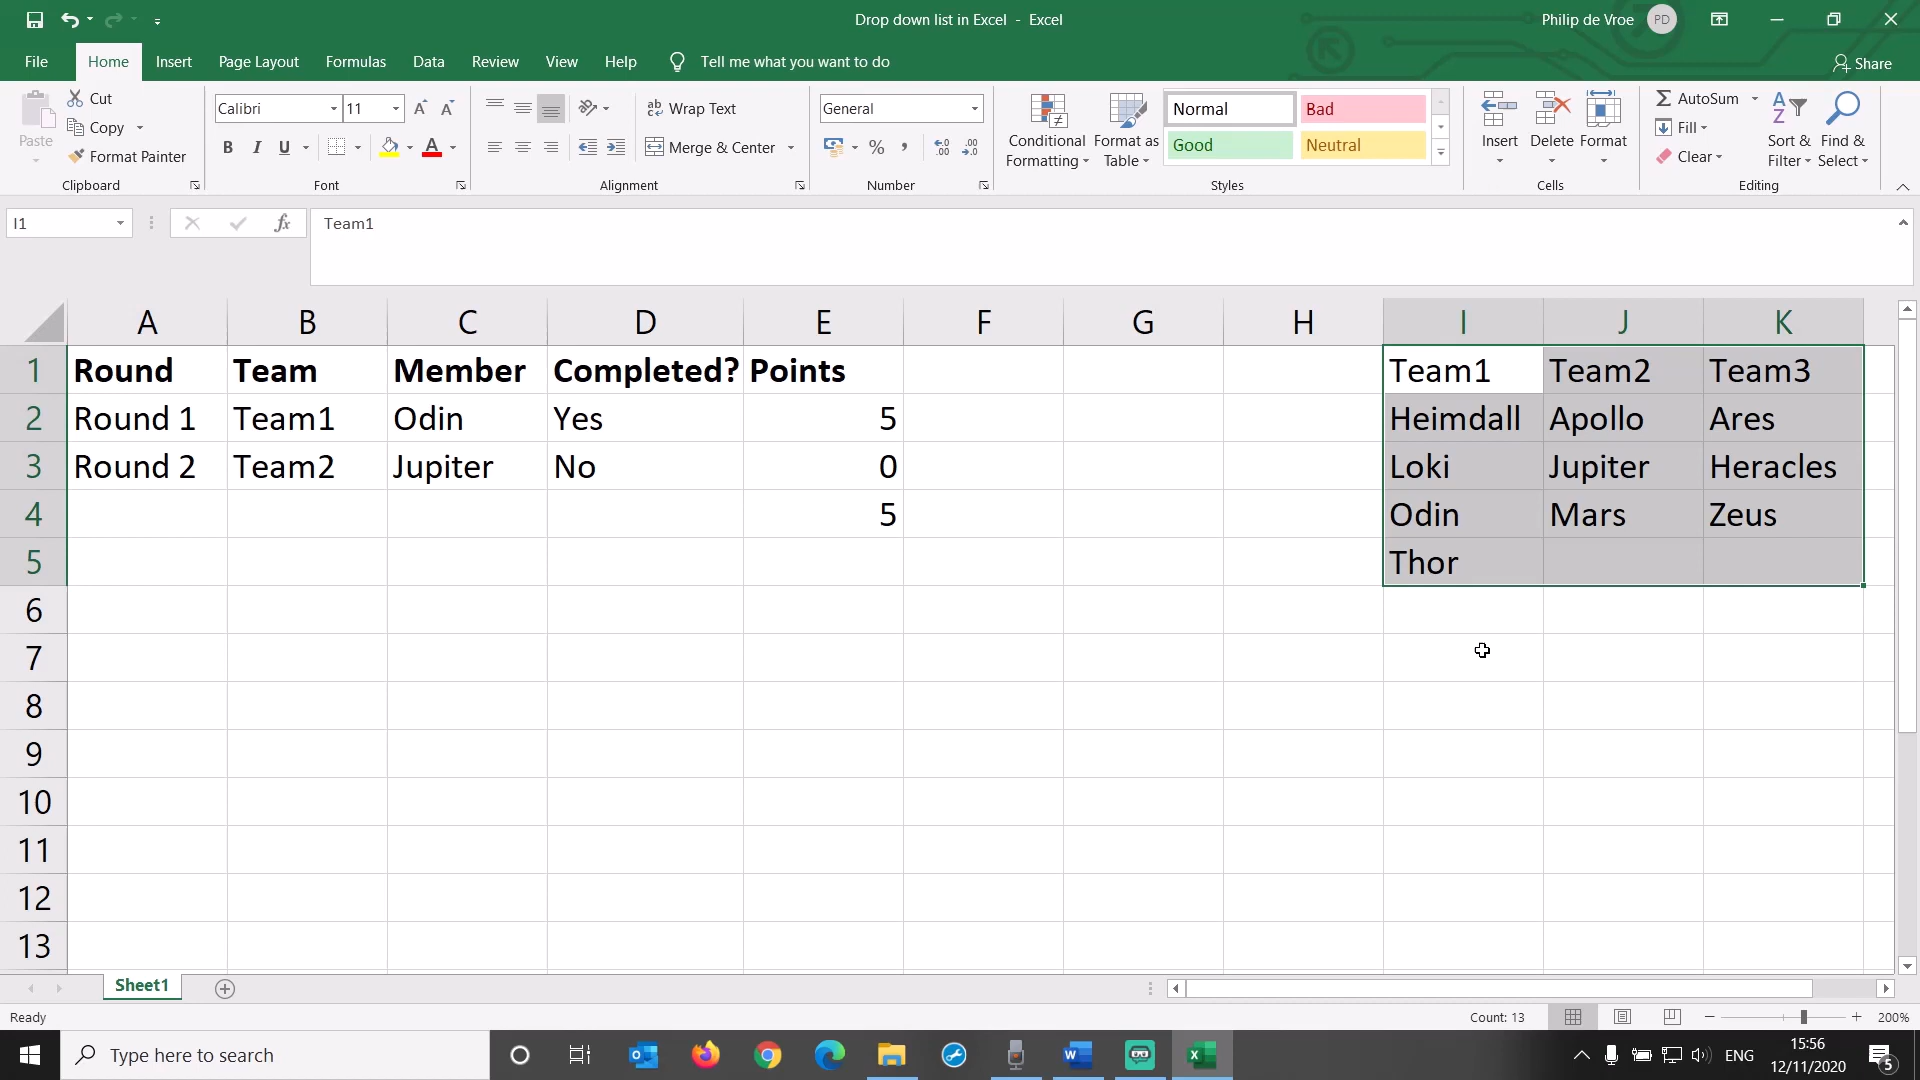 Drop down list in Excel - Excel
Philip de Vroe PD
File Home Insert Page Layout Formulas Data Review View Help Tell me what you want to do Share
Paste
Cut
Copy
Format Painter
Clipboard
Calibri 11
B I U A
Font
Wrap Text
Merge & Center
Alignment
General
% ,
Number
Conditional Formatting
Format as Table
Normal Bad
Good Neutral
Styles
Insert Delete Format
Cells
AutoSum
Fill
Clear
Sort & Filter
Find & Select
Editing
I1 fx Team1
A B C D E F G H I J K
1 Round Team Member Completed? Points Team1 Team2 Team3
2 Round 1 Team1 Odin Yes 5 Heimdall Apollo Ares
3 Round 2 Team2 Jupiter No 0 Loki Jupiter Heracles
4 5 Odin Mars Zeus
5 Thor
6
7
8
9
10
11
12
13
Sheet1
Ready Count: 13 200%
Type here to search
ENG
15:56
12/11/2020
5